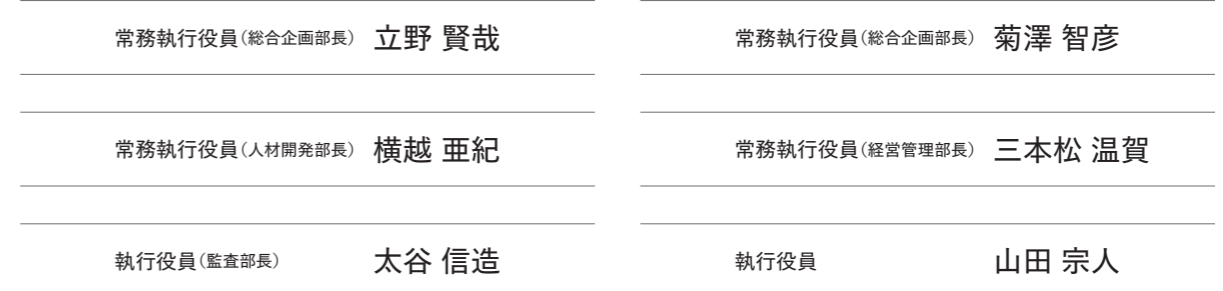 常務執行役員（総合企画部長） 立野 賢哉
常務執行役員（総合企画部長） 菊澤 智彦
常務執行役員（人材開発部長） 横越 亜紀
常務執行役員（経営管理部長） 三本松 温賀
執行役員（監査部長） 太谷 信造
執行役員 山田 宗人